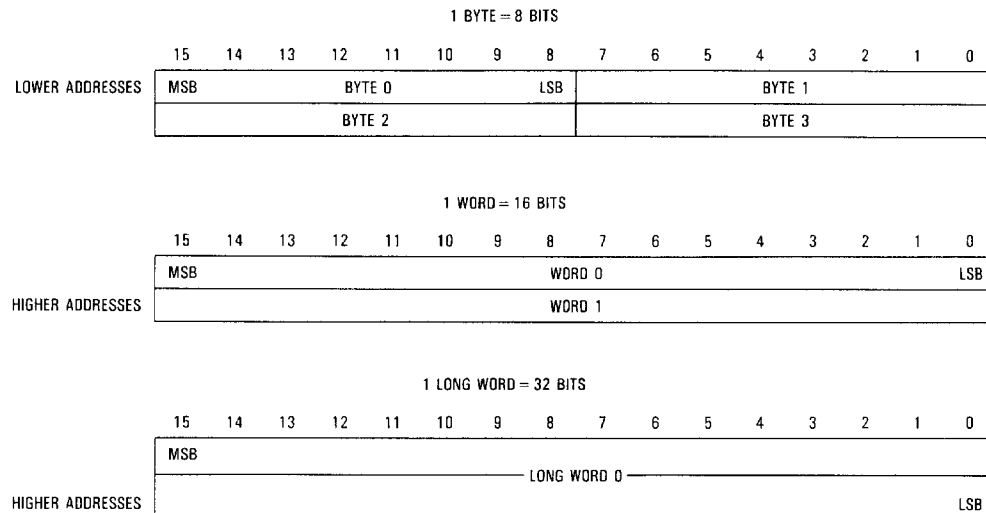 1 BYTE = 8 BITS
15 14 13 12 11 10 9 8 7 6 5 4 3 2 1 0
LOWER ADDRESSES MSB BYTE 0 LSB BYTE 1
BYTE 2 BYTE 3
1 WORD = 16 BITS
15 14 13 12 11 10 9 8 7 6 5 4 3 2 1 0
MSB WORD 0 LSB
HIGHER ADDRESSES WORD 1
1 LONG WORD = 32 BITS
15 14 13 12 11 10 9 8 7 6 5 4 3 2 1 0
MSB
LONG WORD 0
HIGHER ADDRESSES LSB